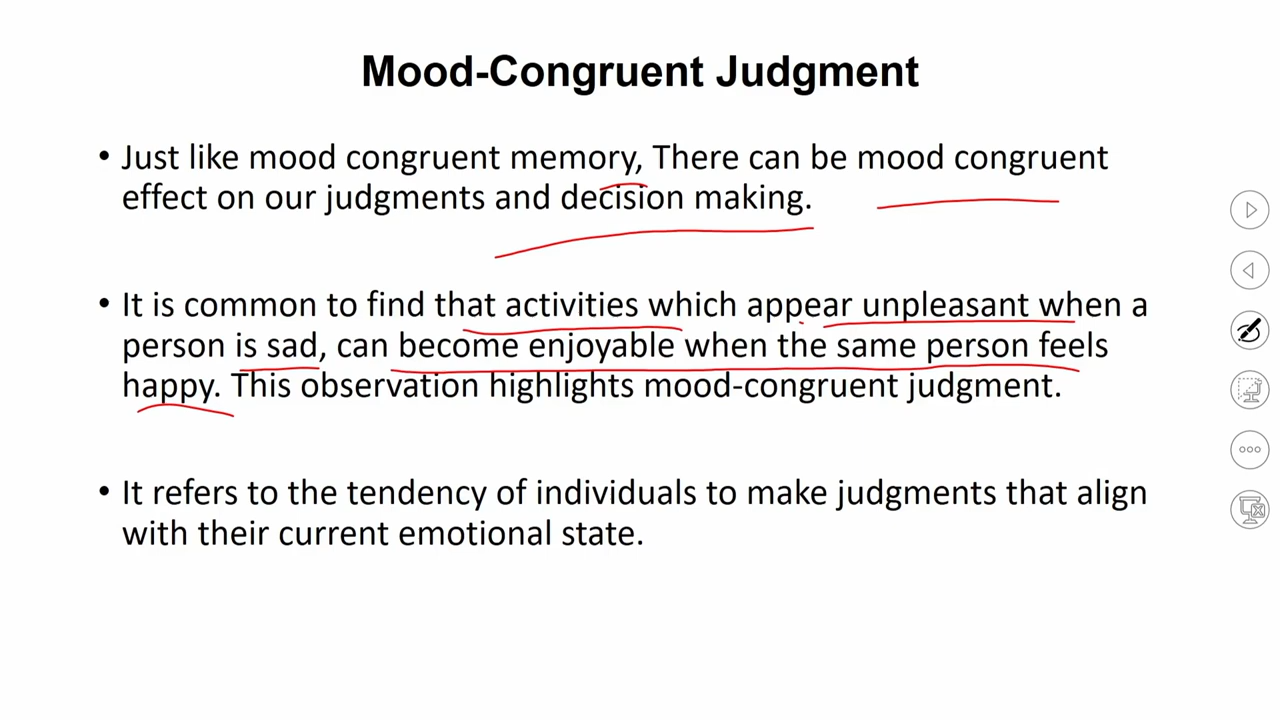 Mood-Congruent Judgment
• Just like mood congruent memory, There can be mood congruent
effect on our judgments and decision making.
• It is common to find that activities which appear unpleasant when a
person is sad, can become enjoyable when the same person feels
happy. This observation highlights mood-congruent judgment.
• It refers to the tendency of individuals to make judgments that align
with their current emotional state.